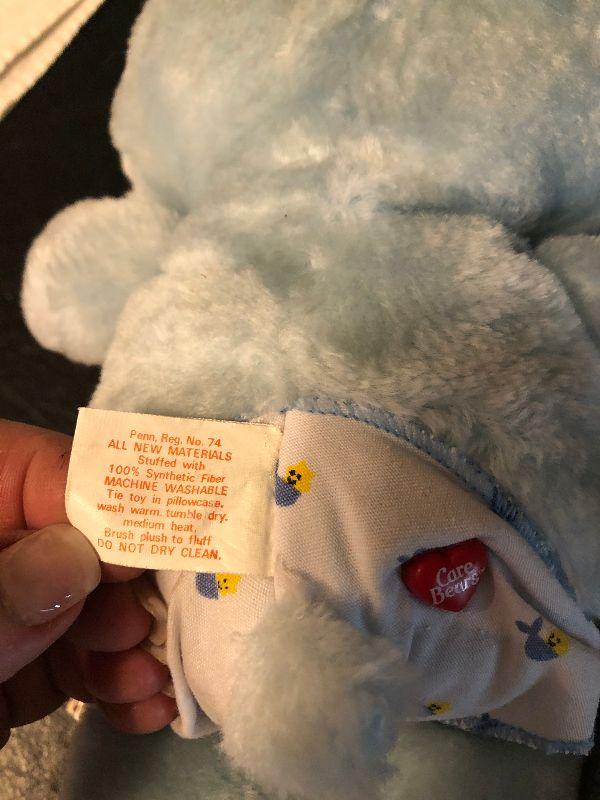 Penn, Reg. No. 74
ALL NEW MATERIALS
Stuffed with
100% Synthetic Fiber
MACHINE WASHABLE
Tie toy in pillowcase.
wash warm. tumble dry.
medium heat,
Brush plush to fluff
DO NOT DRY CLEAN.
Care
Bears